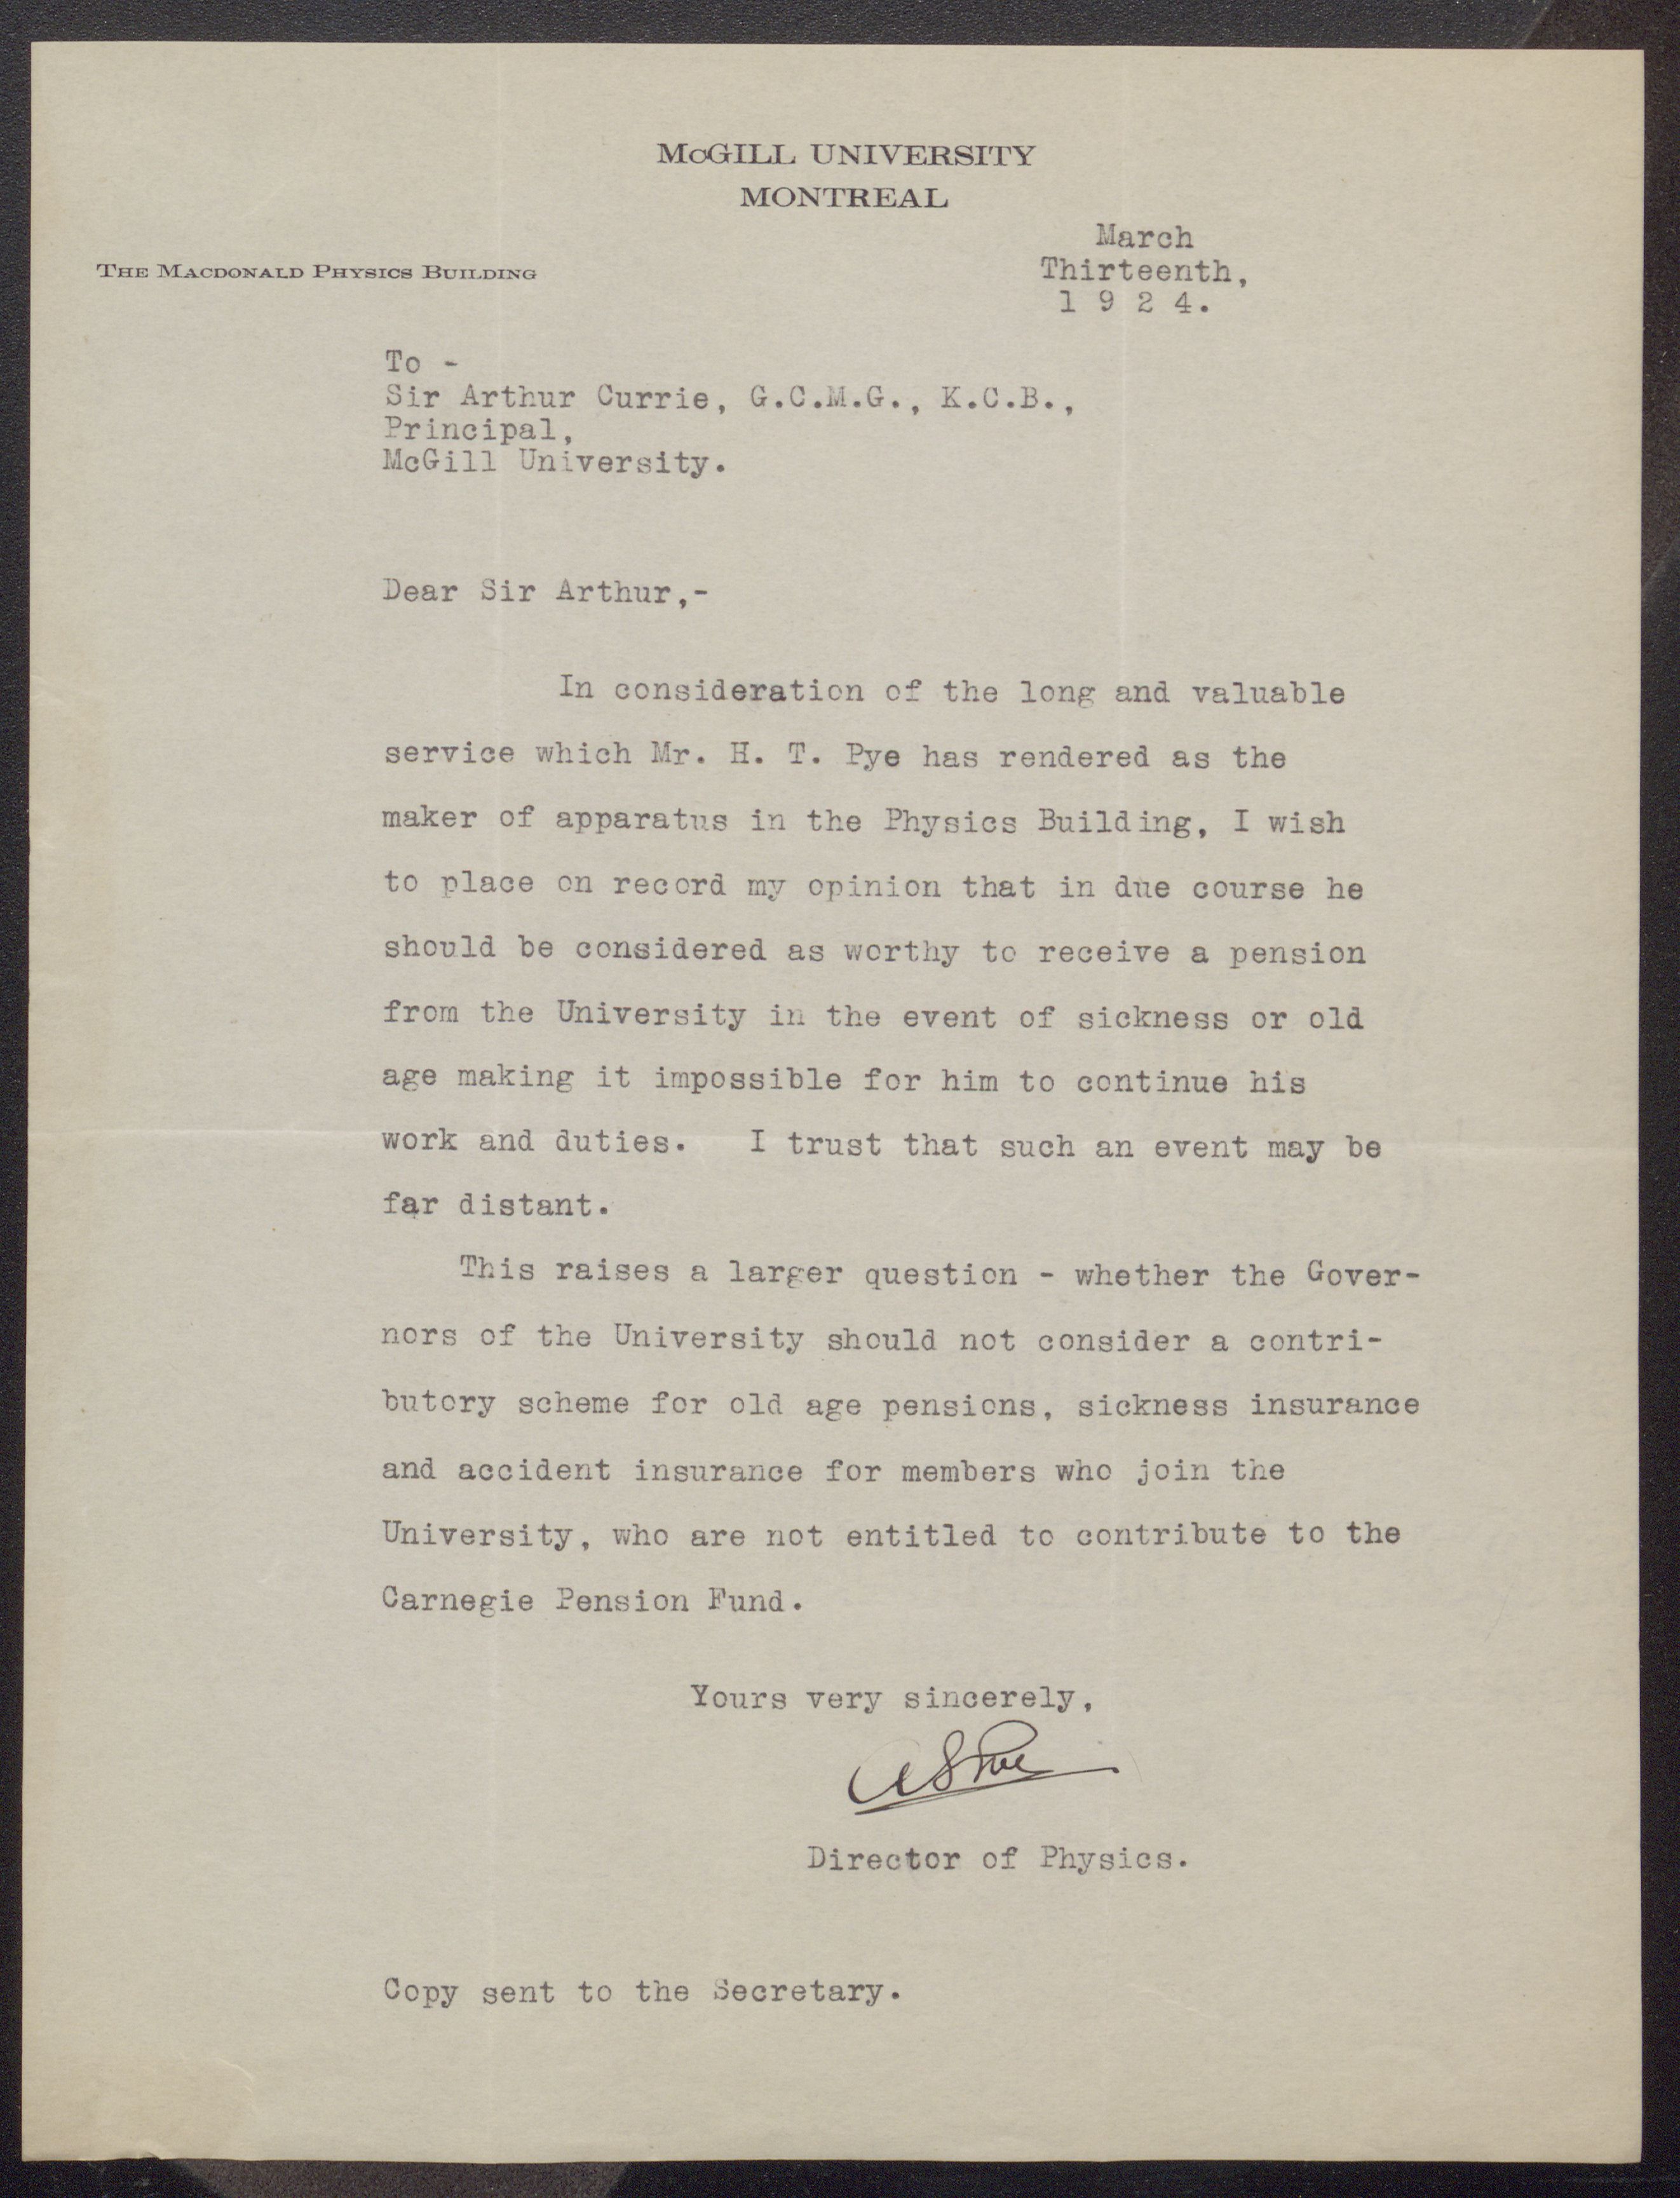 McGILL UNIVERSITY
MONTREAL
March
THE MACDONALD PHYSICS BUILDING
Thirteenth,
1 9 2 4.
To -
Sir Arthur Currie, G.C.M.G., K.C.B.,
Principal,
McGill University.
Dear Sir Arthur,-
In consideration of the long and valuable
service which Mr. H. T. Pye has rendered as the
maker of apparatus in the Physics Building, I wish
to place on record my opinion that in due course he
should be considered as worthy to receive a pension
from the University in the event of sickness or old
age making it impossible for him to continue his
work and duties. I trust that such an event may be
far distant.
This raises a larger question - whether the Gover-
nors of the University should not consider a contri-
butory scheme for old age pensions, sickness insurance
and accident insurance for members who join the
University, who are not entitled to contribute to the
Carnegie Pension Fund.
Yours very sincerely,
AS Eve
Director of Physics.
Copy sent to the Secretary.